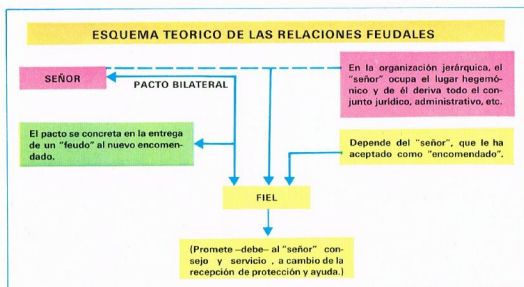 ESQUEMA TEORICO DE LAS RELACIONES FEUDALES
SEÑOR
PACTO BILATERAL
En la organización jerárquica, el
"señor" ocupa el lugar hegemó-
nico y de él deriva todo el con-
junto jurídico, administrativo, etc.
El pacto se concreta en la entrega
de un "feudo" al nuevo encomen-
dado.
Depende del "señor", que le ha
aceptado como "encomendado".
FIEL
(Promete —debe— al "señor" con-
sejo y servicio , a cambio de la
recepción de protección y ayuda.)